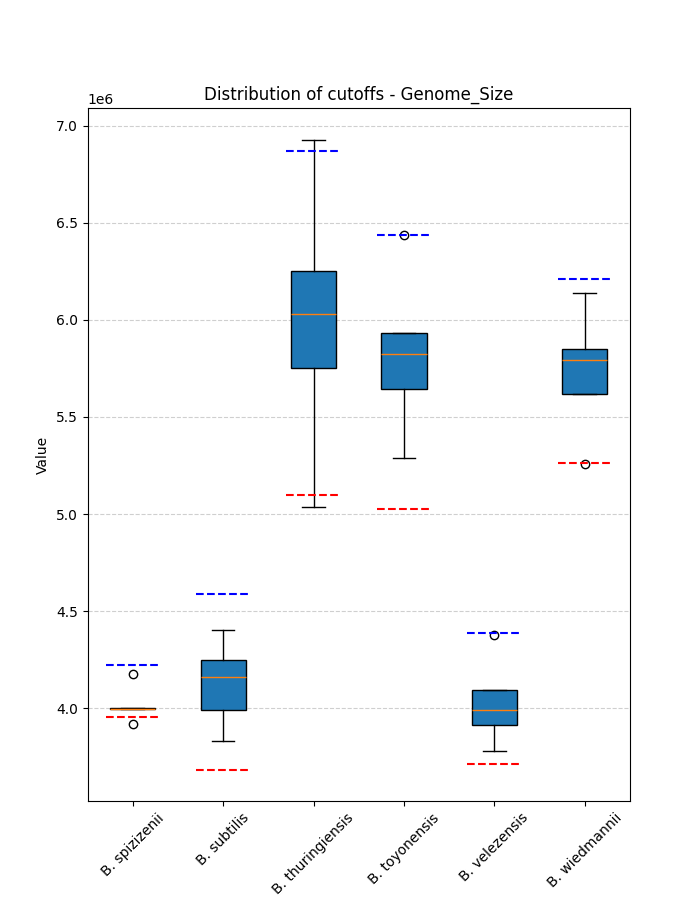 Distribution of cutoffs - Genome_Size
1e6
7.0
6.5
6.0
5.5
5.0
4.5
4.0
Value
B. spizizenii
B. subtilis
B. thuringiensis
B. toyonensis
B. velezensis
B. wiedmannii